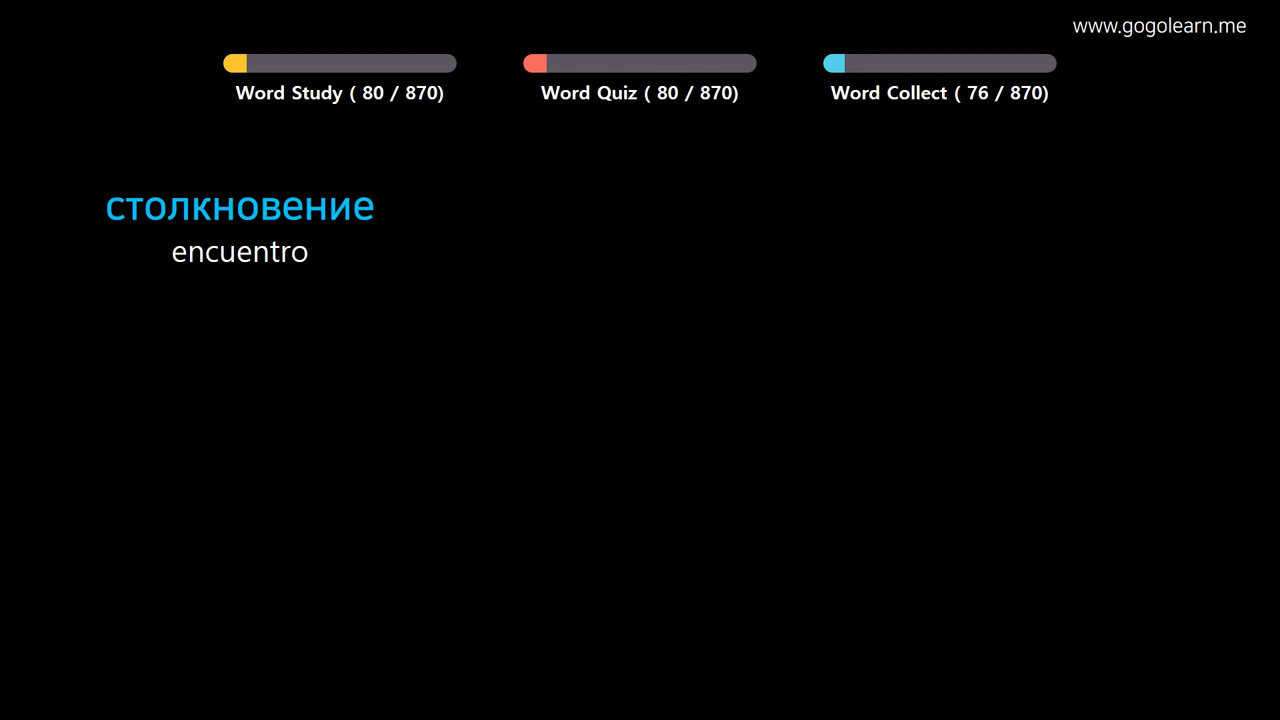 www.gogolearn.me
Word Study ( 80 / 870)
Word Quiz ( 80 / 870)
Word Collect ( 76 / 870)
столкновение
encuentro